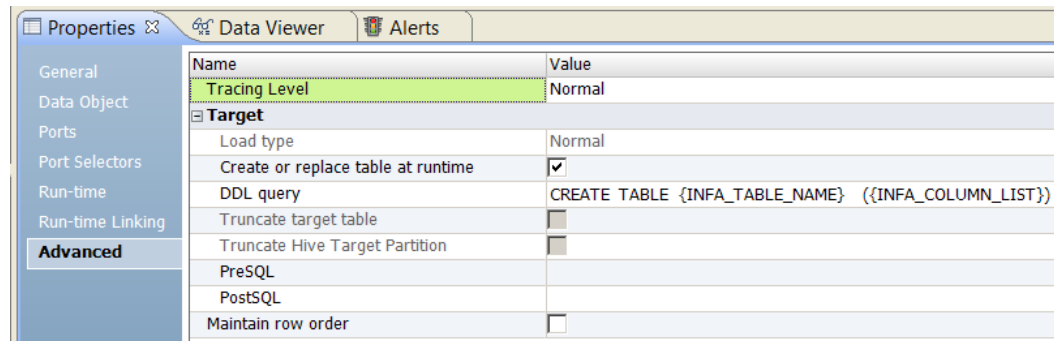 Properties Data Viewer Alerts
General
Data Object
Ports
Port Selectors
Run-time
Run-time Linking
Advanced
Name Value
Tracing Level Normal
Target
Load type Normal
Create or replace table at runtime
DDL query CREATE TABLE {INFA_TABLE_NAME} ({INFA_COLUMN_LIST})
Truncate target table
Truncate Hive Target Partition
PreSQL
PostSQL
Maintain row order